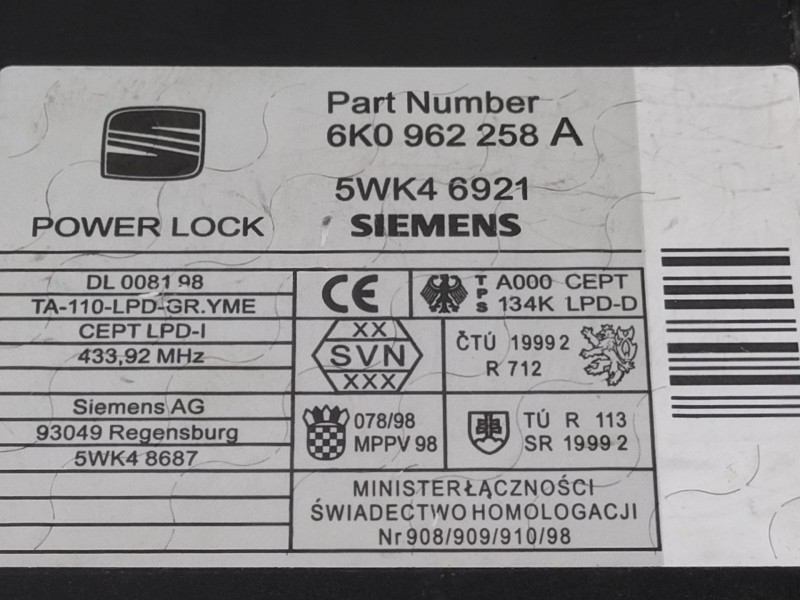 Part Number
6K0 962 258 A
5WK4 6921
POWER LOCK
SIEMENS
DL 0081 98
TA-110-LPD-GR.YME
CEPT LPD-I
433,92 MHz
Siemens AG
93049 Regensburg
5WK4 8687
CE
T P S
A000 CEPT
134K LPD-D
XX
SVN
XXX
ČTÚ 1999 2
R 712
078/98
MPPV 98
TÚ R 113
SR 1999 2
MINISTER ŁĄCZNOŚCI
ŚWIADECTWO HOMOLOGACJI
Nr 908/909/910/98